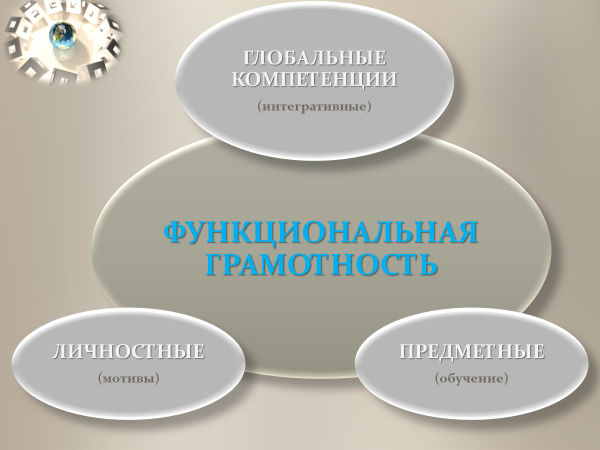 ГЛОБАЛЬНЫЕ
КОМПЕТЕНЦИИ
(интегративные)
ФУНКЦИОНАЛЬНАЯ
ГРАМОТНОСТЬ
ЛИЧНОСТНЫЕ
(мотивы)
ПРЕДМЕТНЫЕ
(обучение)